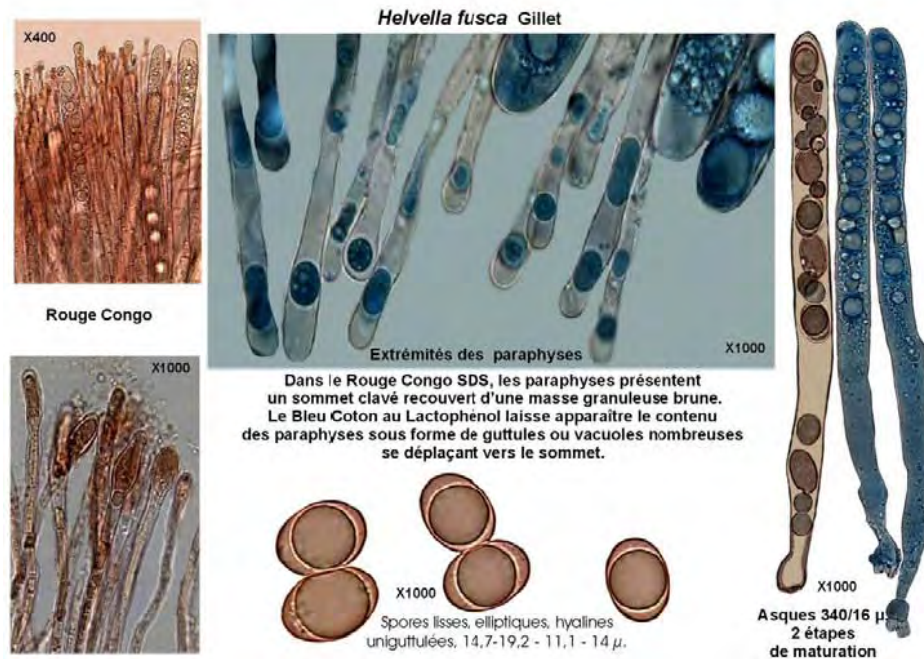 Helvella fusca Gillet
X400
Rouge Congo
X1000
Extrémités des paraphyses
X1000
Dans le Rouge Congo SDS, les paraphyses présentent
un sommet clavé recouvert d'une masse granuleuse brune.
Le Bleu Coton au Lactophénol laisse apparaître le contenu
des paraphyses sous forme de guttules ou vacuoles nombreuses
se déplaçant vers le sommet.
X1000
Spores lisses, elliptiques, hyalines
uniguttulées, 14,7-19,2 - 11,1 - 14 µ.
X1000
Asques 340/16 µ.
2 étapes
de maturation